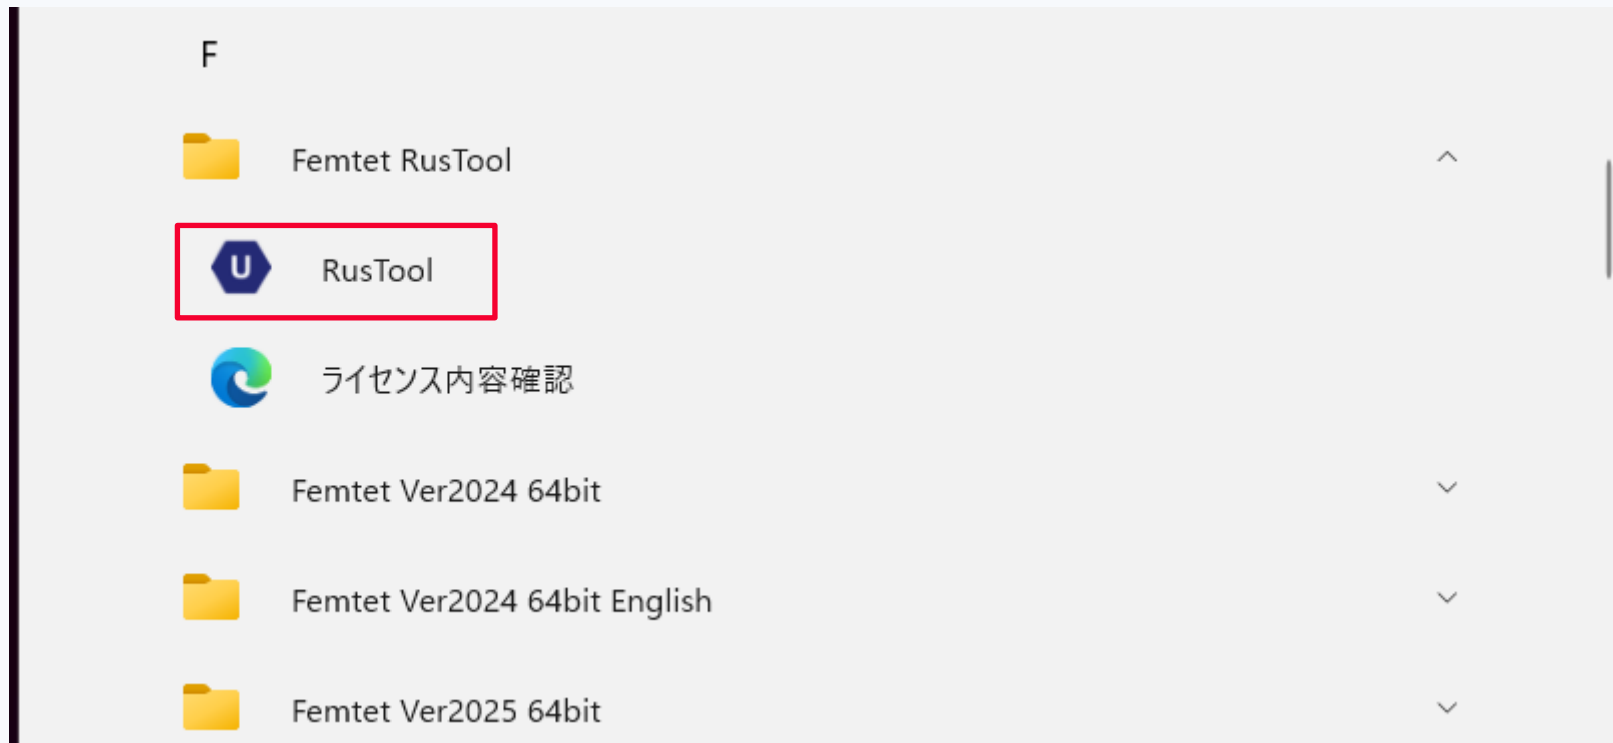 F
Femtet RusTool
U
RusTool
ライセンス内容確認
Femtet Ver2024 64bit
Femtet Ver2024 64bit English
Femtet Ver2025 64bit